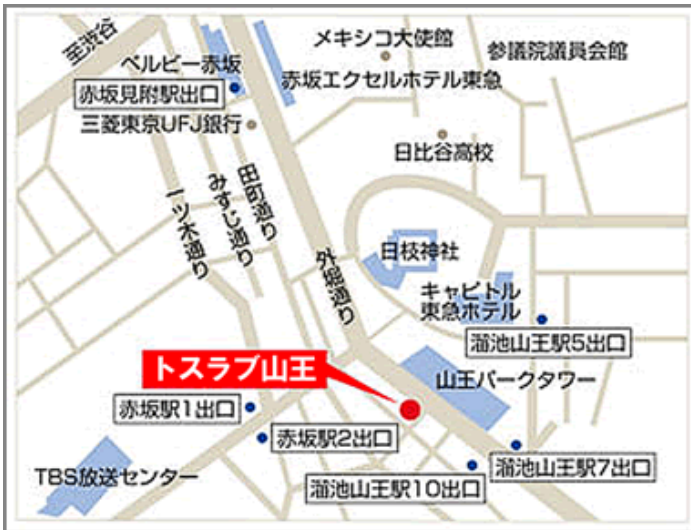 至渋谷
ベルビー赤坂
赤坂見附駅出口
三菱東京UFJ銀行
メキシコ大使館
赤坂エクセルホテル東急
参議院議員会館
日比谷高校
一ツ木通り
みすじ通り
田町通り
外堀通り
日枝神社
キャピトル
東急ホテル
溜池山王駅5出口
トスラブ山王
山王パークタワー
赤坂駅1出口
赤坂駅2出口
TBS放送センター
溜池山王駅10出口
溜池山王駅7出口